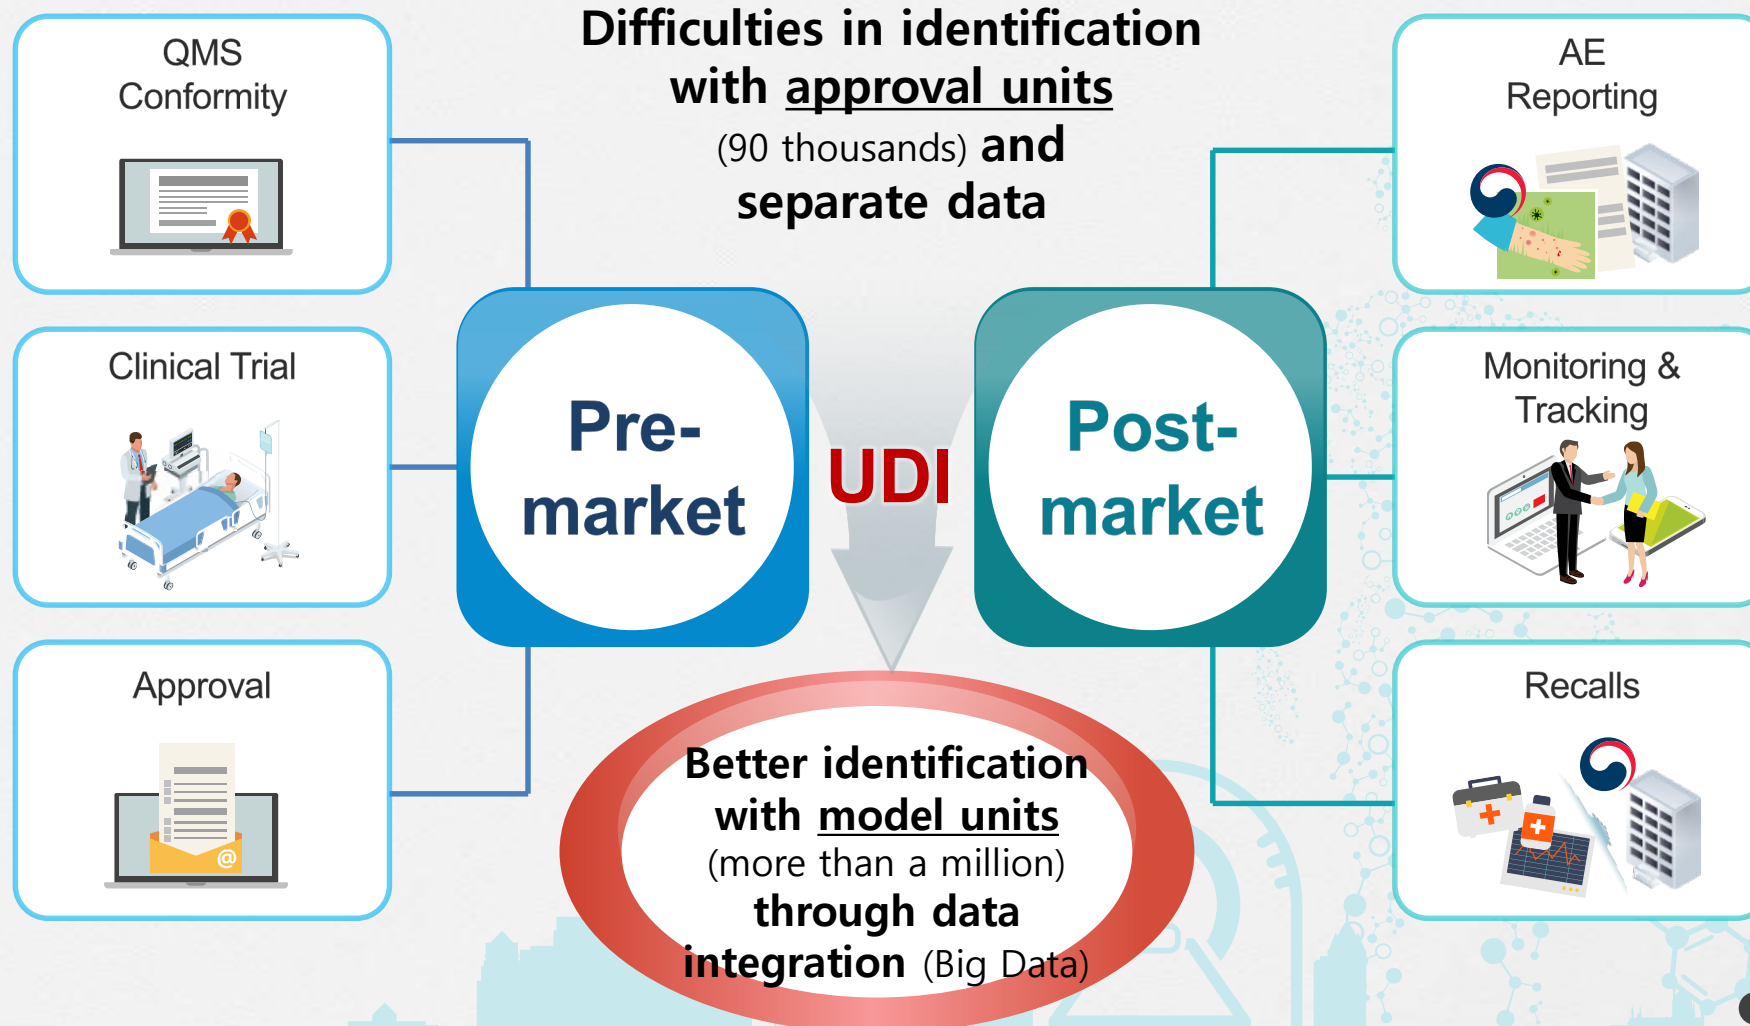 Difficulties in identification
with approval units
(90 thousands) and
separate data
QMS
Conformity
Clinical Trial
Approval
Pre-
market
UDI
Post-
market
AE
Reporting
Monitoring &
Tracking
Recalls
@
Better identification
with model units
(more than a million)
through data
integration (Big Data)